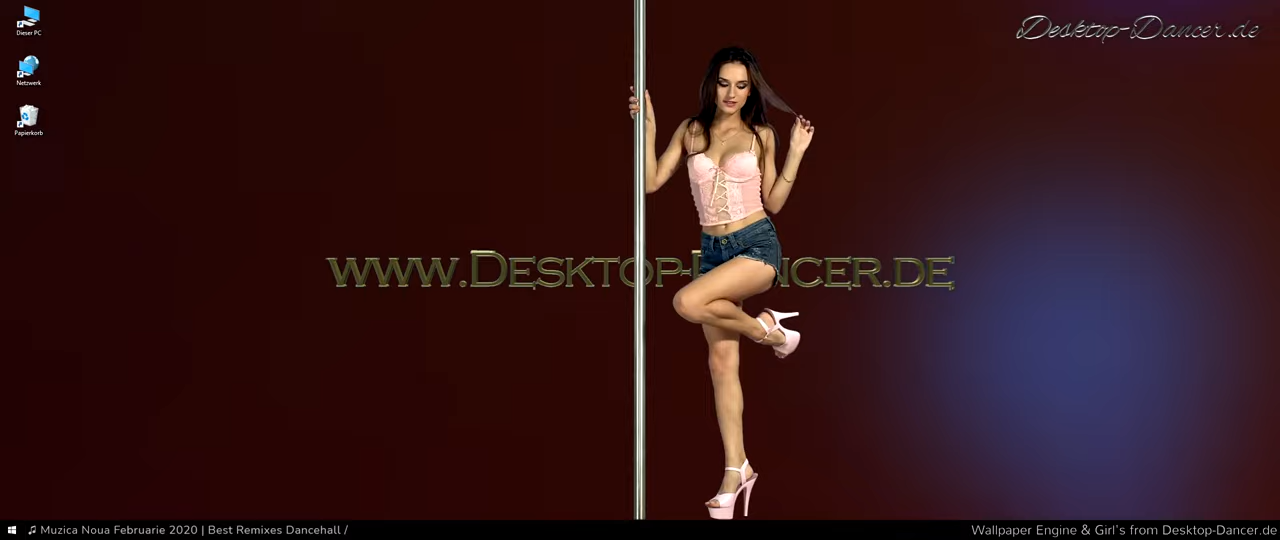 Dieser PC
Desktop-Dancer.de
Netzwerk
Papierkorb
www.Desktop-Dancer.de
♫ Muzica Noua Februarie 2020 | Best Remixes Dancehall /
Wallpaper Engine & Girl's from Desktop-Dancer.de